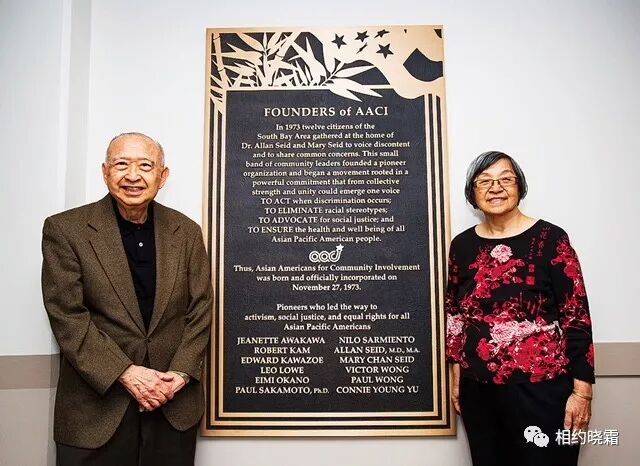 FOUNDERS of AACI
In 1973 twelve citizens of the
South Bay Area gathered at the home of
Dr. Allan Seid and Mary Seid to voice discontent
and to share common concerns. This small
band of community leaders founded a pioneer
organization and began a movement rooted in a
powerful commitment that from collective
strength and unity could emerge one voice
TO ACT when discrimination occurs;
TO ELIMINATE racial stereotypes;
TO ADVOCATE for social justice; and
TO ENSURE the health and well being of all
Asian Pacific American people.
aaci
Thus, Asian Americans for Community Involvement
was born and officially incorporated on
November 27, 1973.
Pioneers who led the way to
activism, social justice, and equal rights for all
Asian Pacific Americans
JEANETTE AWAKAWA
ROBERT KAM
EDWARD KAWAZOE
LEO LOWE
EIMI OKANO
PAUL SAKAMOTO, Ph.D.
NILO SARMIENTO
ALLAN SEID, M.D., M.A.
MARY CHAN SEID
VICTOR WONG
PAUL WONG
CONNIE YOUNG YU
相约晓霜